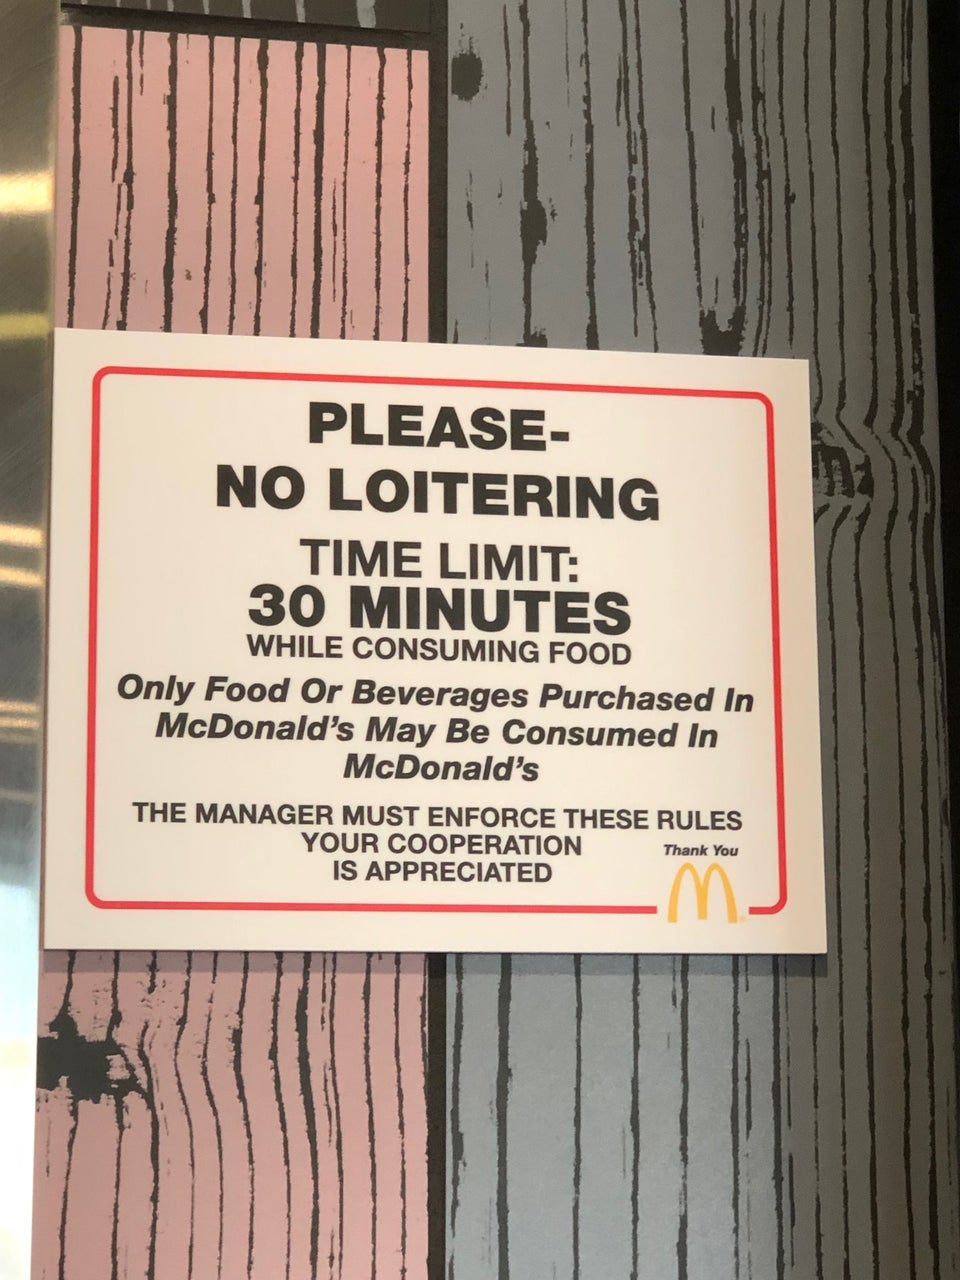 PLEASE-
NO LOITERING
TIME LIMIT:
30 MINUTES
WHILE CONSUMING FOOD
Only Food Or Beverages Purchased In
McDonald's May Be Consumed In
McDonald's
THE MANAGER MUST ENFORCE THESE RULES
YOUR COOPERATION
IS APPRECIATED
Thank You